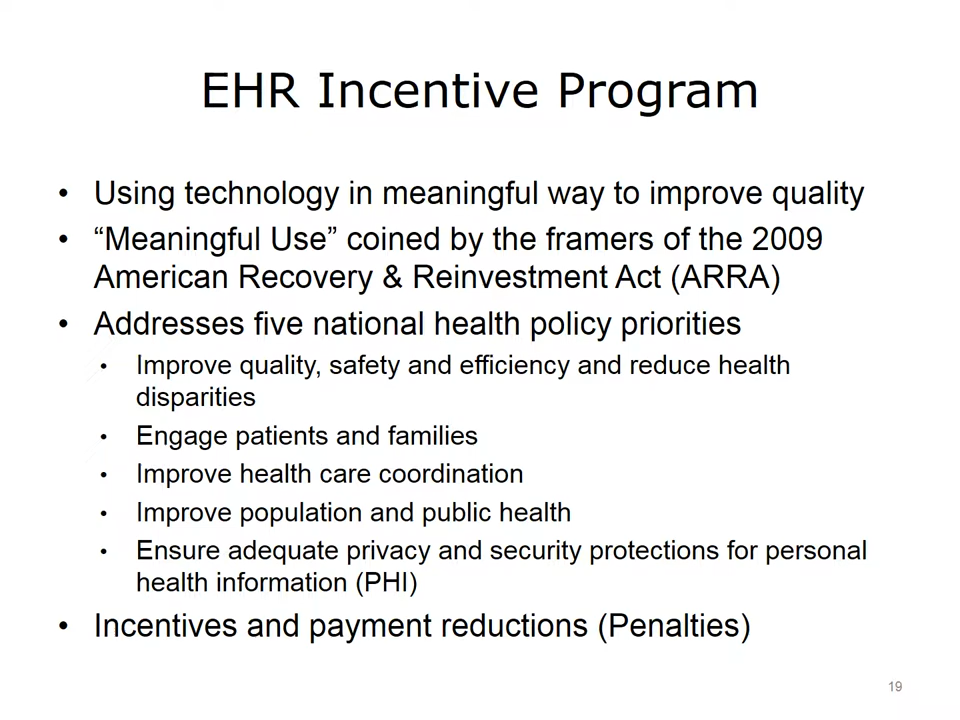 EHR Incentive Program
• Using technology in meaningful way to improve quality
• “Meaningful Use” coined by the framers of the 2009
American Recovery & Reinvestment Act (ARRA)
• Addresses five national health policy priorities
• Improve quality, safety and efficiency and reduce health
disparities
• Engage patients and families
• Improve health care coordination
• Improve population and public health
• Ensure adequate privacy and security protections for personal
health information (PHI)
• Incentives and payment reductions (Penalties)
19